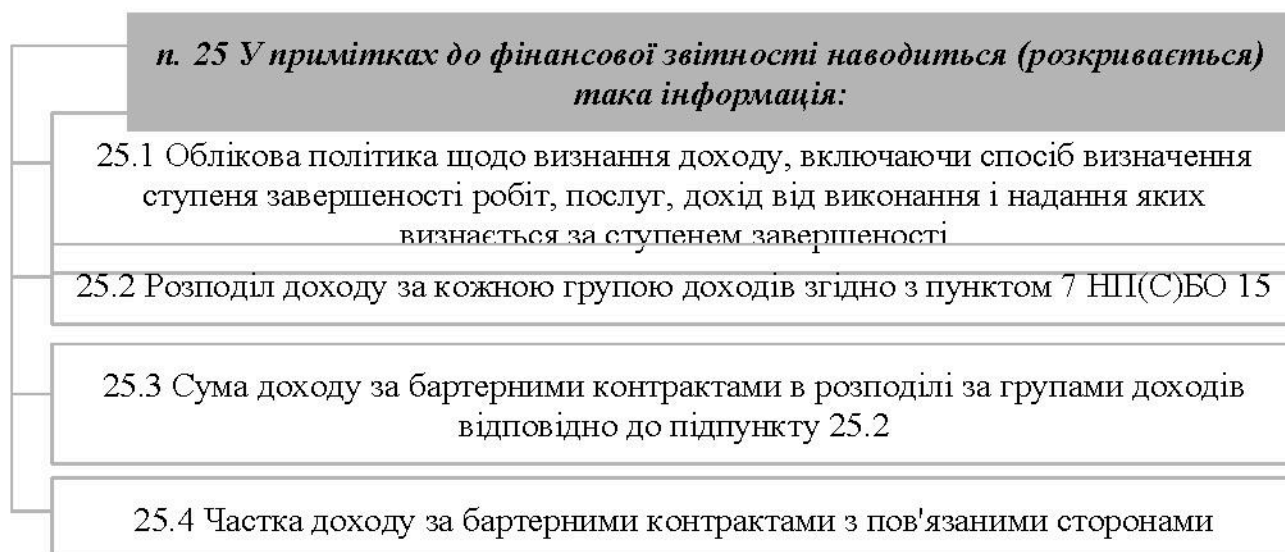 п. 25 У примітках до фінансової звітності наводиться (розкривається)
така інформація:
25.1 Облікова політика щодо визнання доходу, включаючи спосіб визначення
ступеня завершеності робіт, послуг, дохід від виконання і надання яких
визнається за ступенем завершеності
25.2 Розподіл доходу за кожною групою доходів згідно з пунктом 7 НП(С)БО 15
25.3 Сума доходу за бартерними контрактами в розподілі за групами доходів
відповідно до підпункту 25.2
25.4 Частка доходу за бартерними контрактами з пов'язаними сторонами